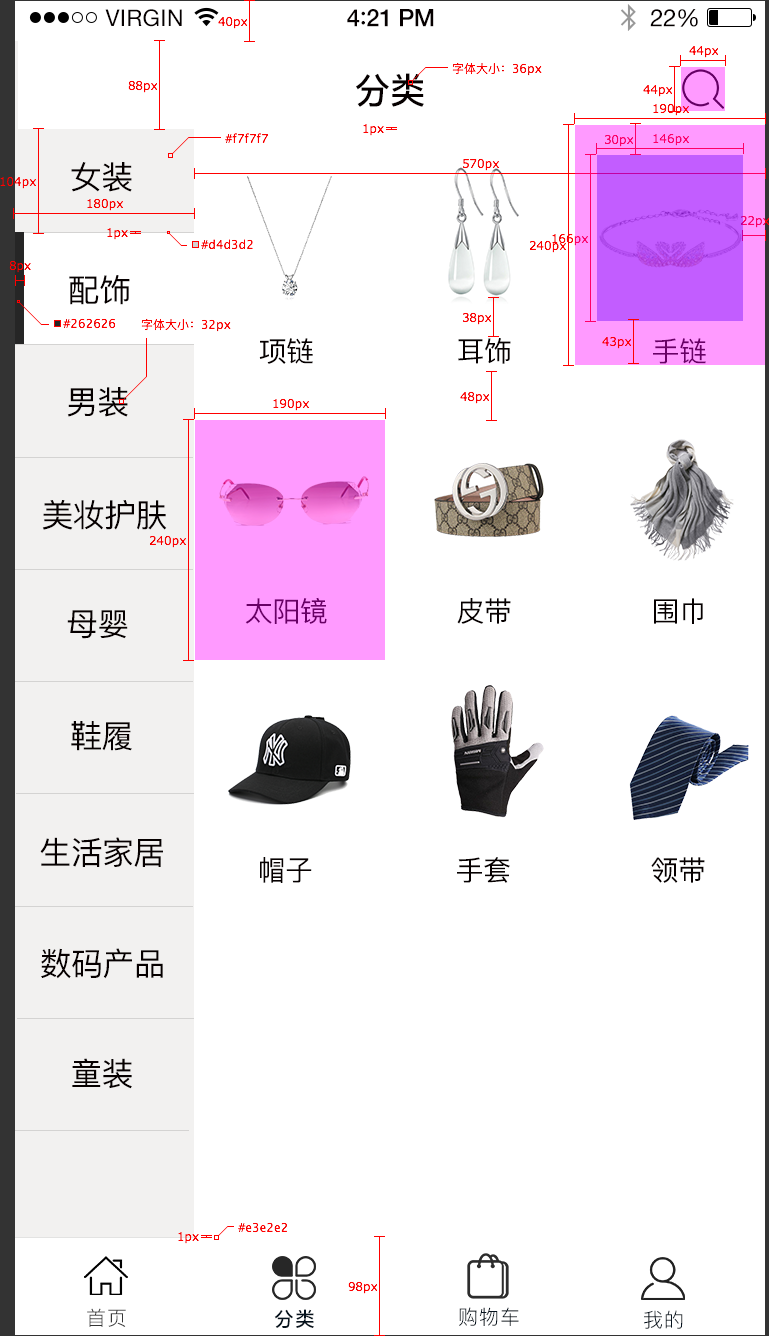 VIRGIN 4:21 PM 22%
40px
44px
88px
分类
字体大小：36px
44px
190px
1px
#f7f7f7
30px
146px
570px
104px
女装
180px
22px
1px
#d4d3d2
240px
166px
8px
配饰
#262626
字体大小：32px
38px
43px
项链
耳饰
手链
190px
48px
男装
美妆护肤
240px
太阳镜
皮带
围巾
母婴
鞋履
生活家居
帽子
手套
领带
数码产品
童装
1px
#e3e2e2
98px
首页
分类
购物车
我的